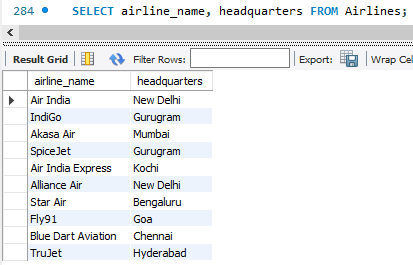 284 SELECT airline_name, headquarters FROM Airlines;
Result Grid Filter Rows: Export: Wrap Cel
airline_name headquarters
Air India New Delhi
IndiGo Gurugram
Akasa Air Mumbai
SpiceJet Gurugram
Air India Express Kochi
Alliance Air New Delhi
Star Air Bengaluru
Fly91 Goa
Blue Dart Aviation Chennai
TruJet Hyderabad